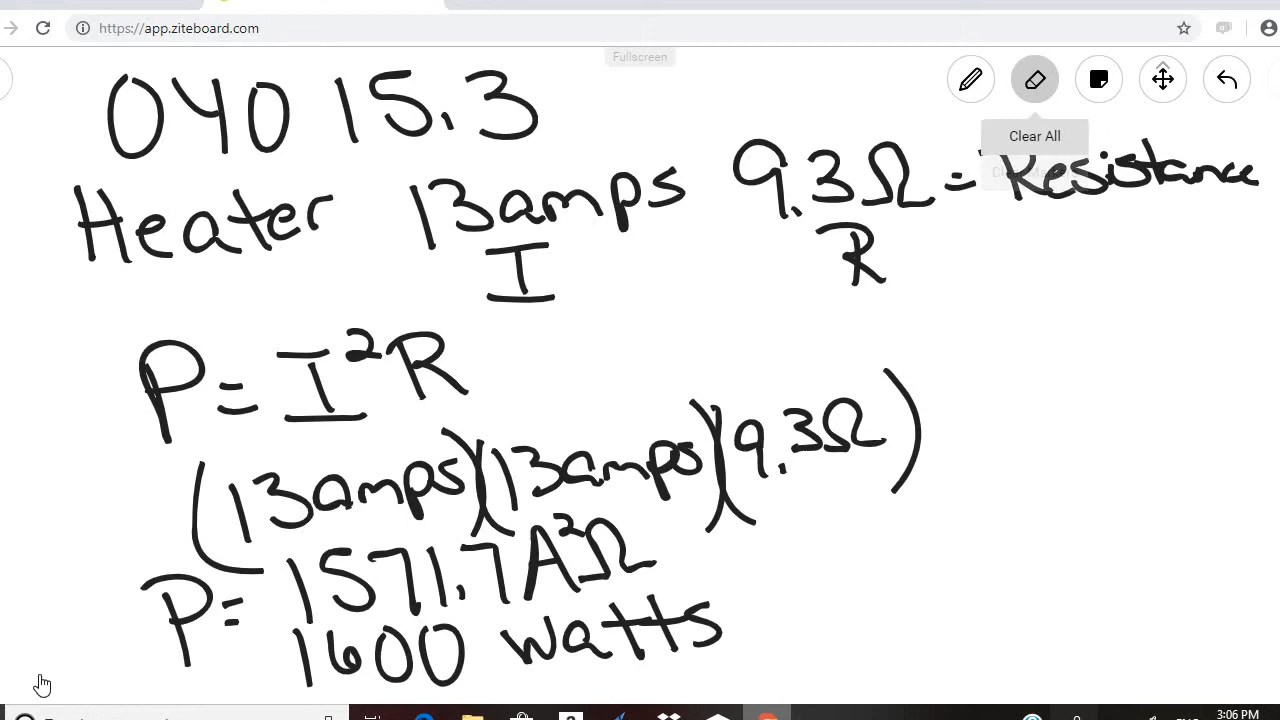 https://app.ziteboard.com
Fullscreen
040 15.3
Clear All
Heater 13amps 9.3Ω = Resistance
I R
P = I²R
(13amps)(13amps)(9.3Ω)
P = 1571.7A²Ω
1600 watts
3:06 PM